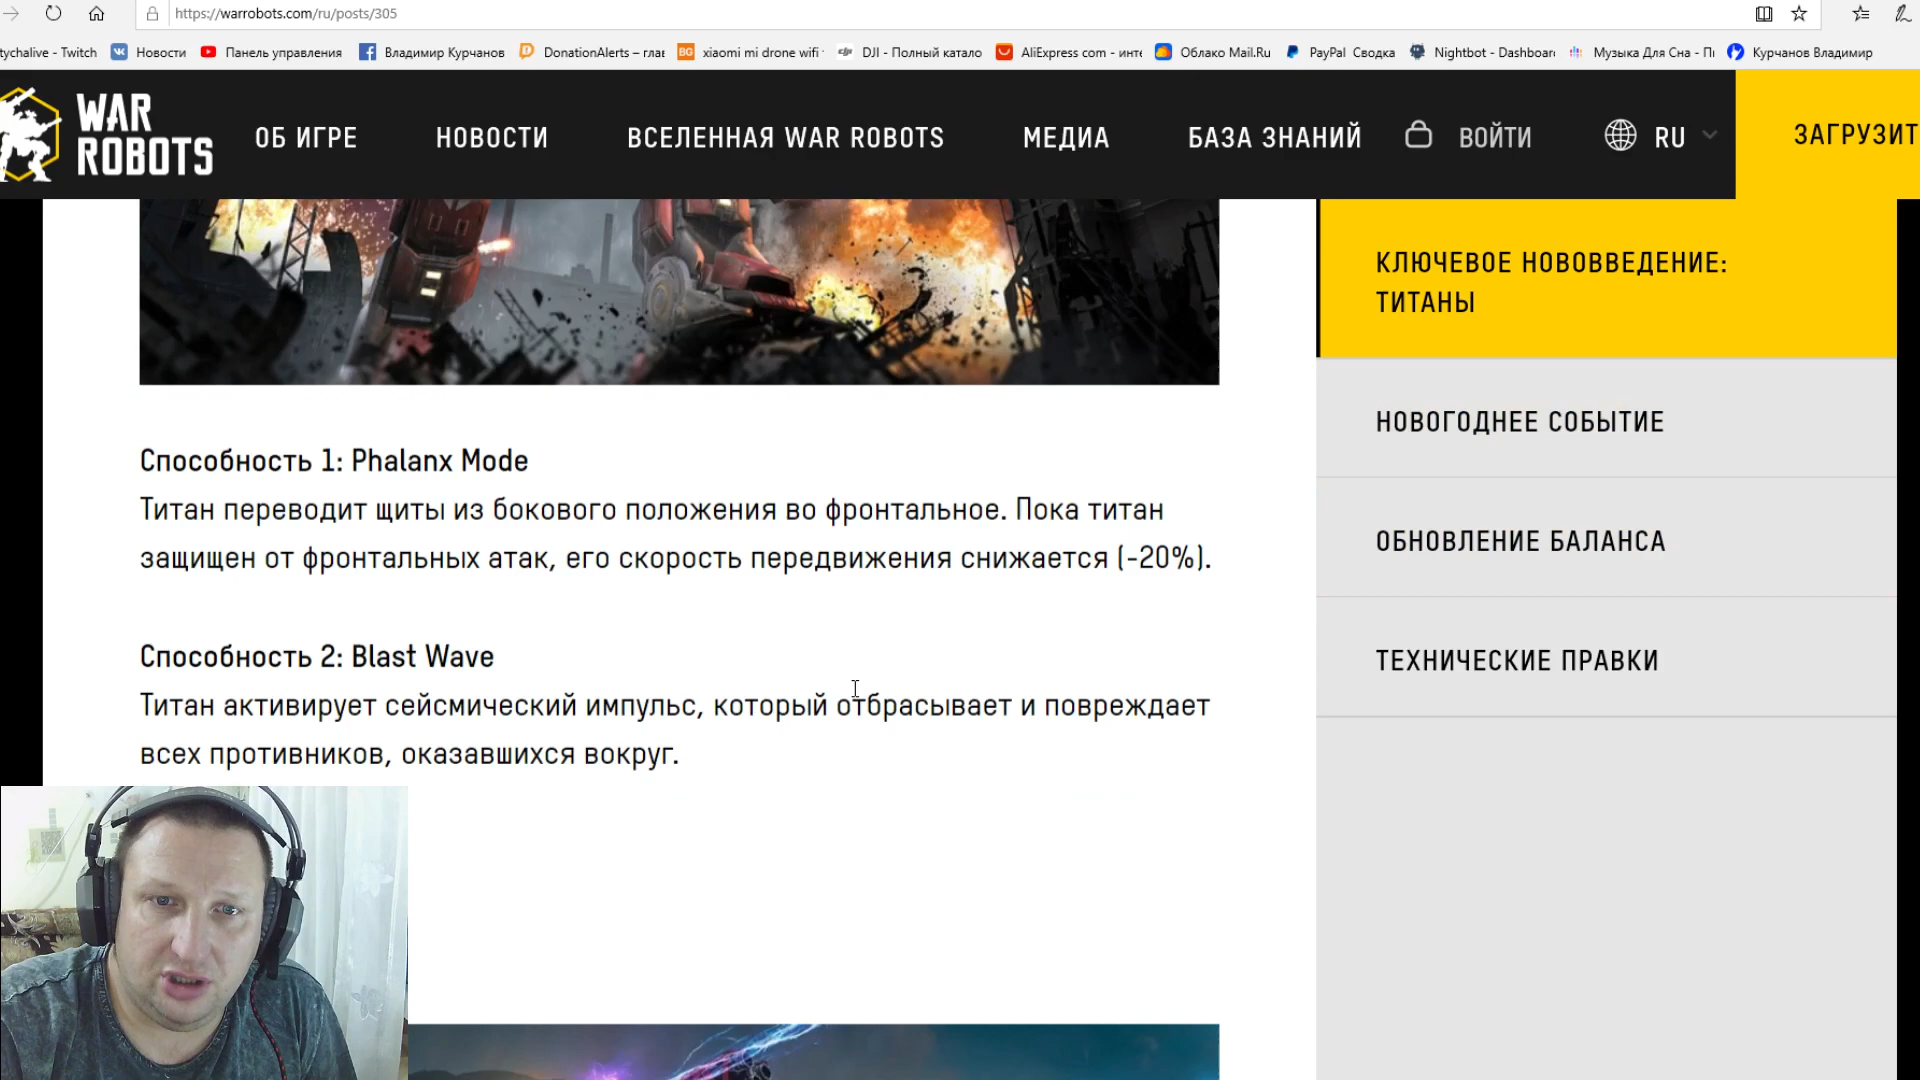 https://warrobots.com/ru/posts/305
tychalive - Twitch
Новости
Панель управления
Владимир Курчанов
DonationAlerts – глав
xiaomi mi drone wifi
DJI - Полный катало
AliExpress com - инте
Облако Mail.Ru
PayPal Сводка
Nightbot - Dashboard
Музыка Для Сна - П
Курчанов Владимир
WAR
ROBOTS
ОБ ИГРЕ
НОВОСТИ
ВСЕЛЕННАЯ WAR ROBOTS
МЕДИА
БАЗА ЗНАНИЙ
ВОЙТИ
RU
ЗАГРУЗИТ
Способность 1: Phalanx Mode
Титан переводит щиты из бокового положения во фронтальное. Пока титан
защищен от фронтальных атак, его скорость передвижения снижается (-20%).
Способность 2: Blast Wave
Титан активирует сейсмический импульс, который отбрасывает и повреждает
всех противников, оказавшихся вокруг.
КЛЮЧЕВОЕ НОВОВВЕДЕНИЕ:
ТИТАНЫ
НОВОГОДНЕЕ СОБЫТИЕ
ОБНОВЛЕНИЕ БАЛАНСА
ТЕХНИЧЕСКИЕ ПРАВКИ